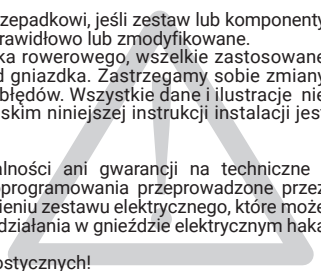 zepadkowi, jeśli zestaw lub komponenty
rawidłowo lub zmodyfikowane.
ka rowerowego, wszelkie zastosowane
d gniazdka. Zastrzegamy sobie zmiany
błędów. Wszystkie dane i ilustracje nie
skim niniejszej instrukcji instalacji jest
alności ani gwarancji na techniczne
oprogramowania przeprowadzone przez
ieniu zestawu elektrycznego, które może
działania w gnieździe elektrycznym haka
ostycznych!